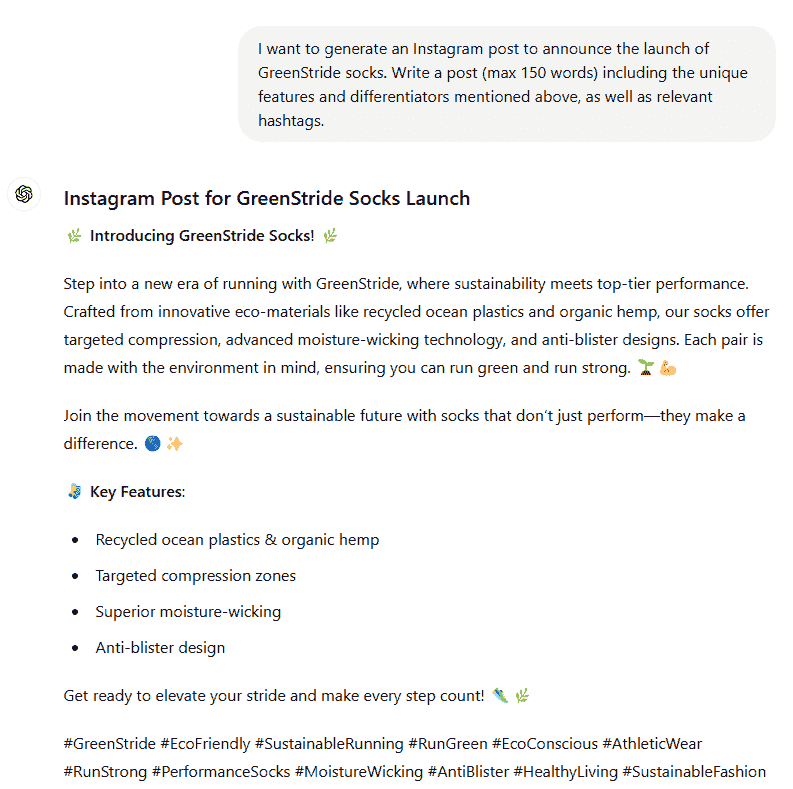 I want to generate an Instagram post to announce the launch of
GreenStride socks. Write a post (max 150 words) including the unique
features and differentiators mentioned above, as well as relevant
hashtags.
Instagram Post for GreenStride Socks Launch
🌿 Introducing GreenStride Socks! 🌿
Step into a new era of running with GreenStride, where sustainability meets top-tier performance.
Crafted from innovative eco-materials like recycled ocean plastics and organic hemp, our socks offer
targeted compression, advanced moisture-wicking technology, and anti-blister designs. Each pair is
made with the environment in mind, ensuring you can run green and run strong. 🌱 💪
Join the movement towards a sustainable future with socks that don't just perform—they make a
difference. 🌎 ✨
🧦 Key Features:
• Recycled ocean plastics & organic hemp
• Targeted compression zones
• Superior moisture-wicking
• Anti-blister design
Get ready to elevate your stride and make every step count! 👟 🌿
#GreenStride #EcoFriendly #SustainableRunning #RunGreen #EcoConscious #AthleticWear
#RunStrong #PerformanceSocks #MoistureWicking #AntiBlister #HealthyLiving #SustainableFashion